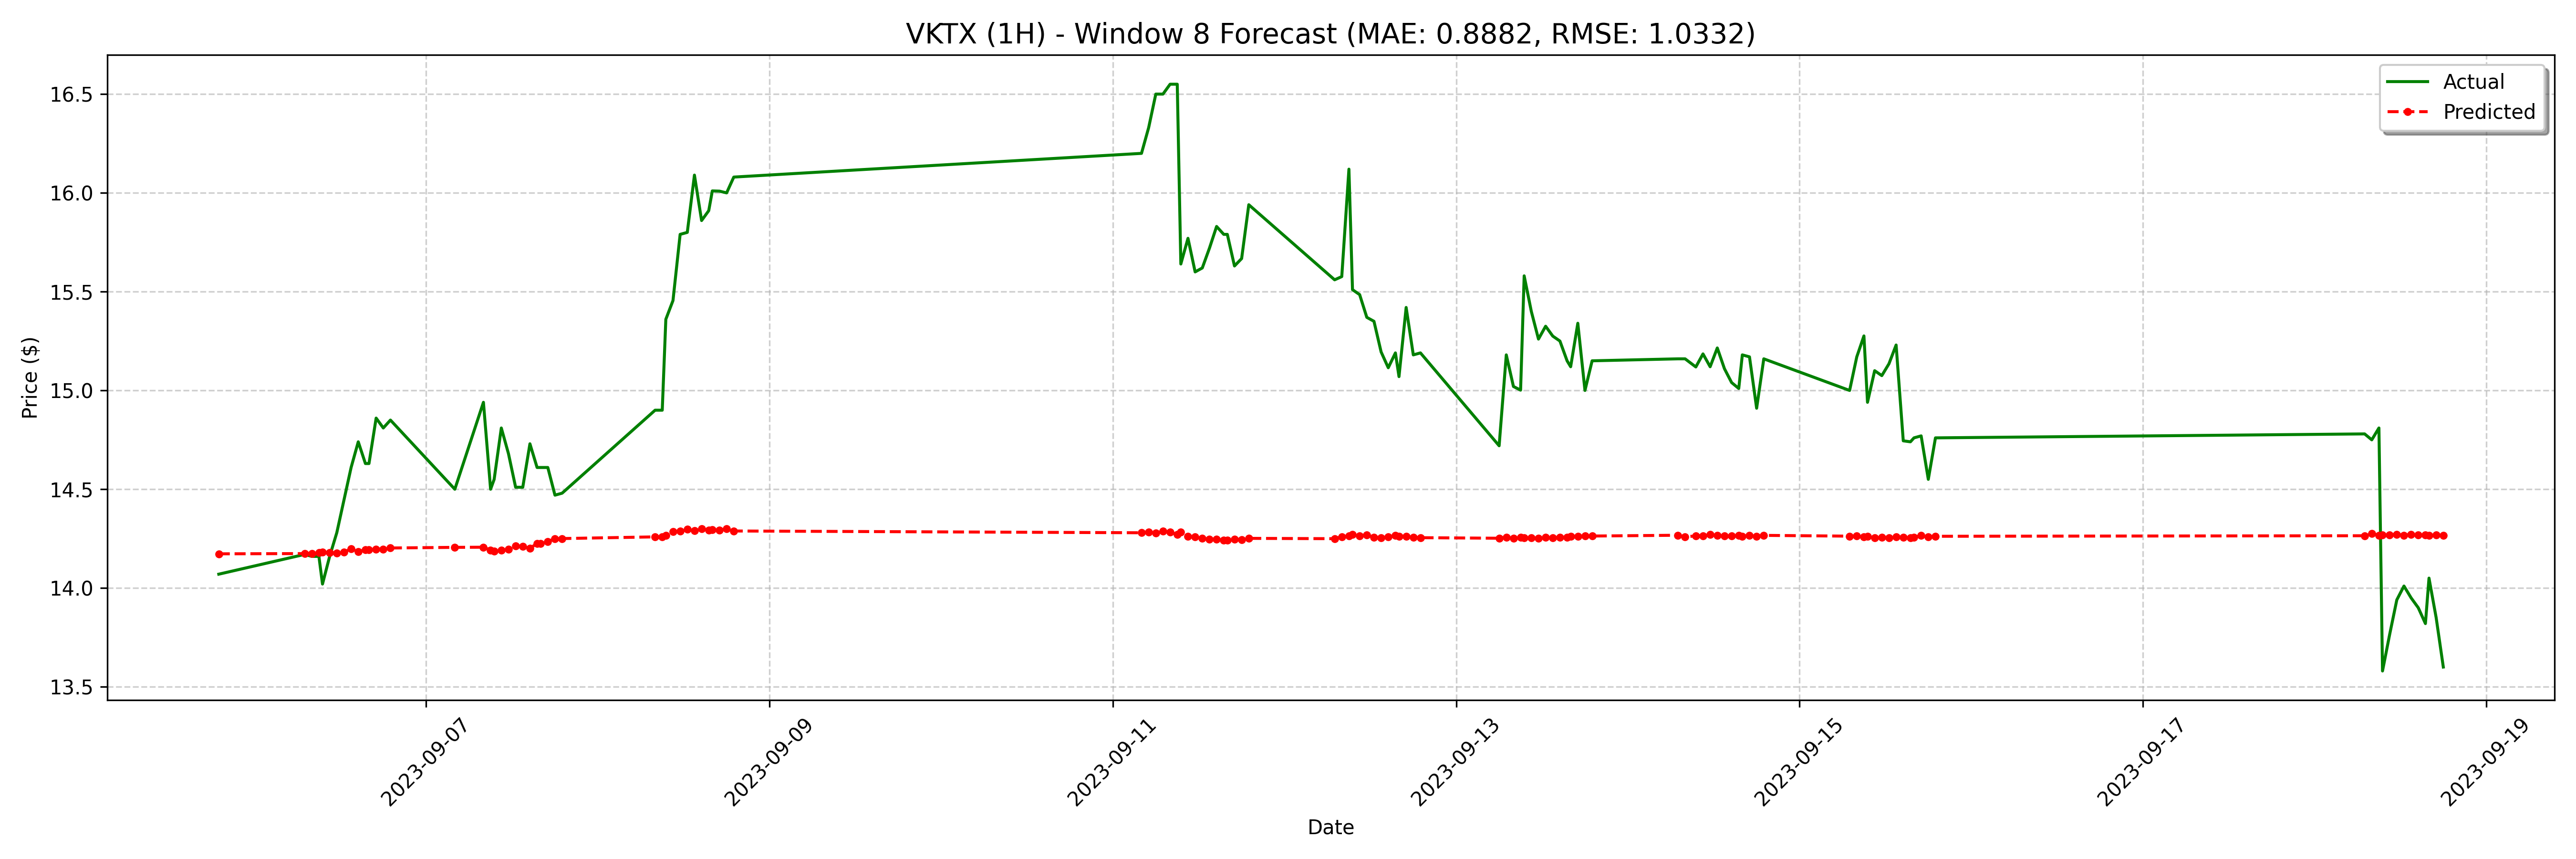 VKTX (1H) - Window 8 Forecast (MAE: 0.8882, RMSE: 1.0332)
Actual
Predicted
Price ($)
16.5
16.0
15.5
15.0
14.5
14.0
13.5
2023-09-07
2023-09-09
2023-09-11
2023-09-13
2023-09-15
2023-09-17
2023-09-19
Date